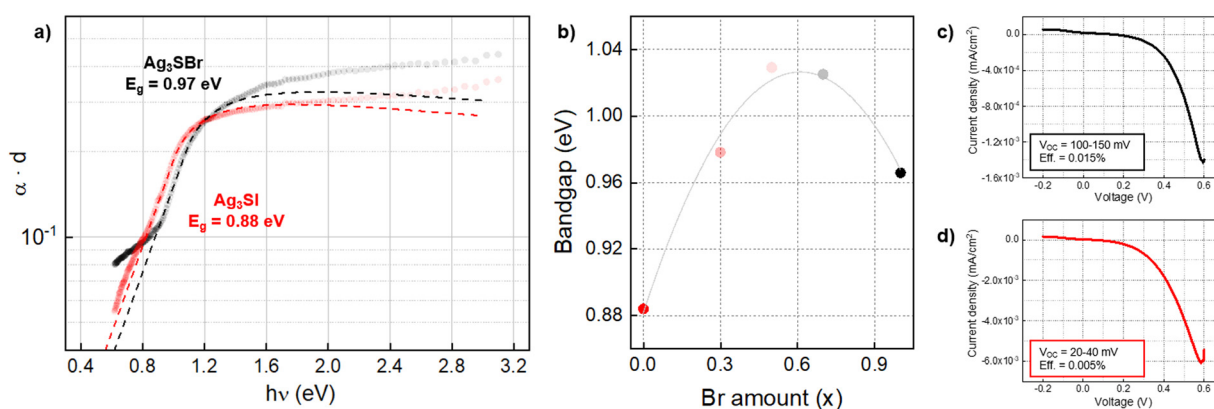 a)
Ag₃SBr
E_g = 0.97 eV
Ag₃SI
E_g = 0.88 eV
α · d
10⁻¹
0.4 0.8 1.2 1.6 2.0 2.4 2.8 3.2
hν (eV)
b)
Bandgap (eV)
1.04
1.00
0.96
0.92
0.88
0.0 0.3 0.6 0.9
Br amount (x)
c)
Current density (mA/cm²)
0.0
-4.0x10⁻⁴
-8.0x10⁻⁴
-1.2x10⁻³
-1.6x10⁻³
V_CC = 100-150 mV
Eff. = 0.015%
-0.2 0.0 0.2 0.4 0.6
Voltage (V)
d)
Current density (mA/cm²)
0.0
-2.0x10⁻³
-4.0x10⁻³
-6.0x10⁻³
V_CC = 20-40 mV
Eff. = 0.005%
-0.2 0.0 0.2 0.4 0.6
Voltage (V)